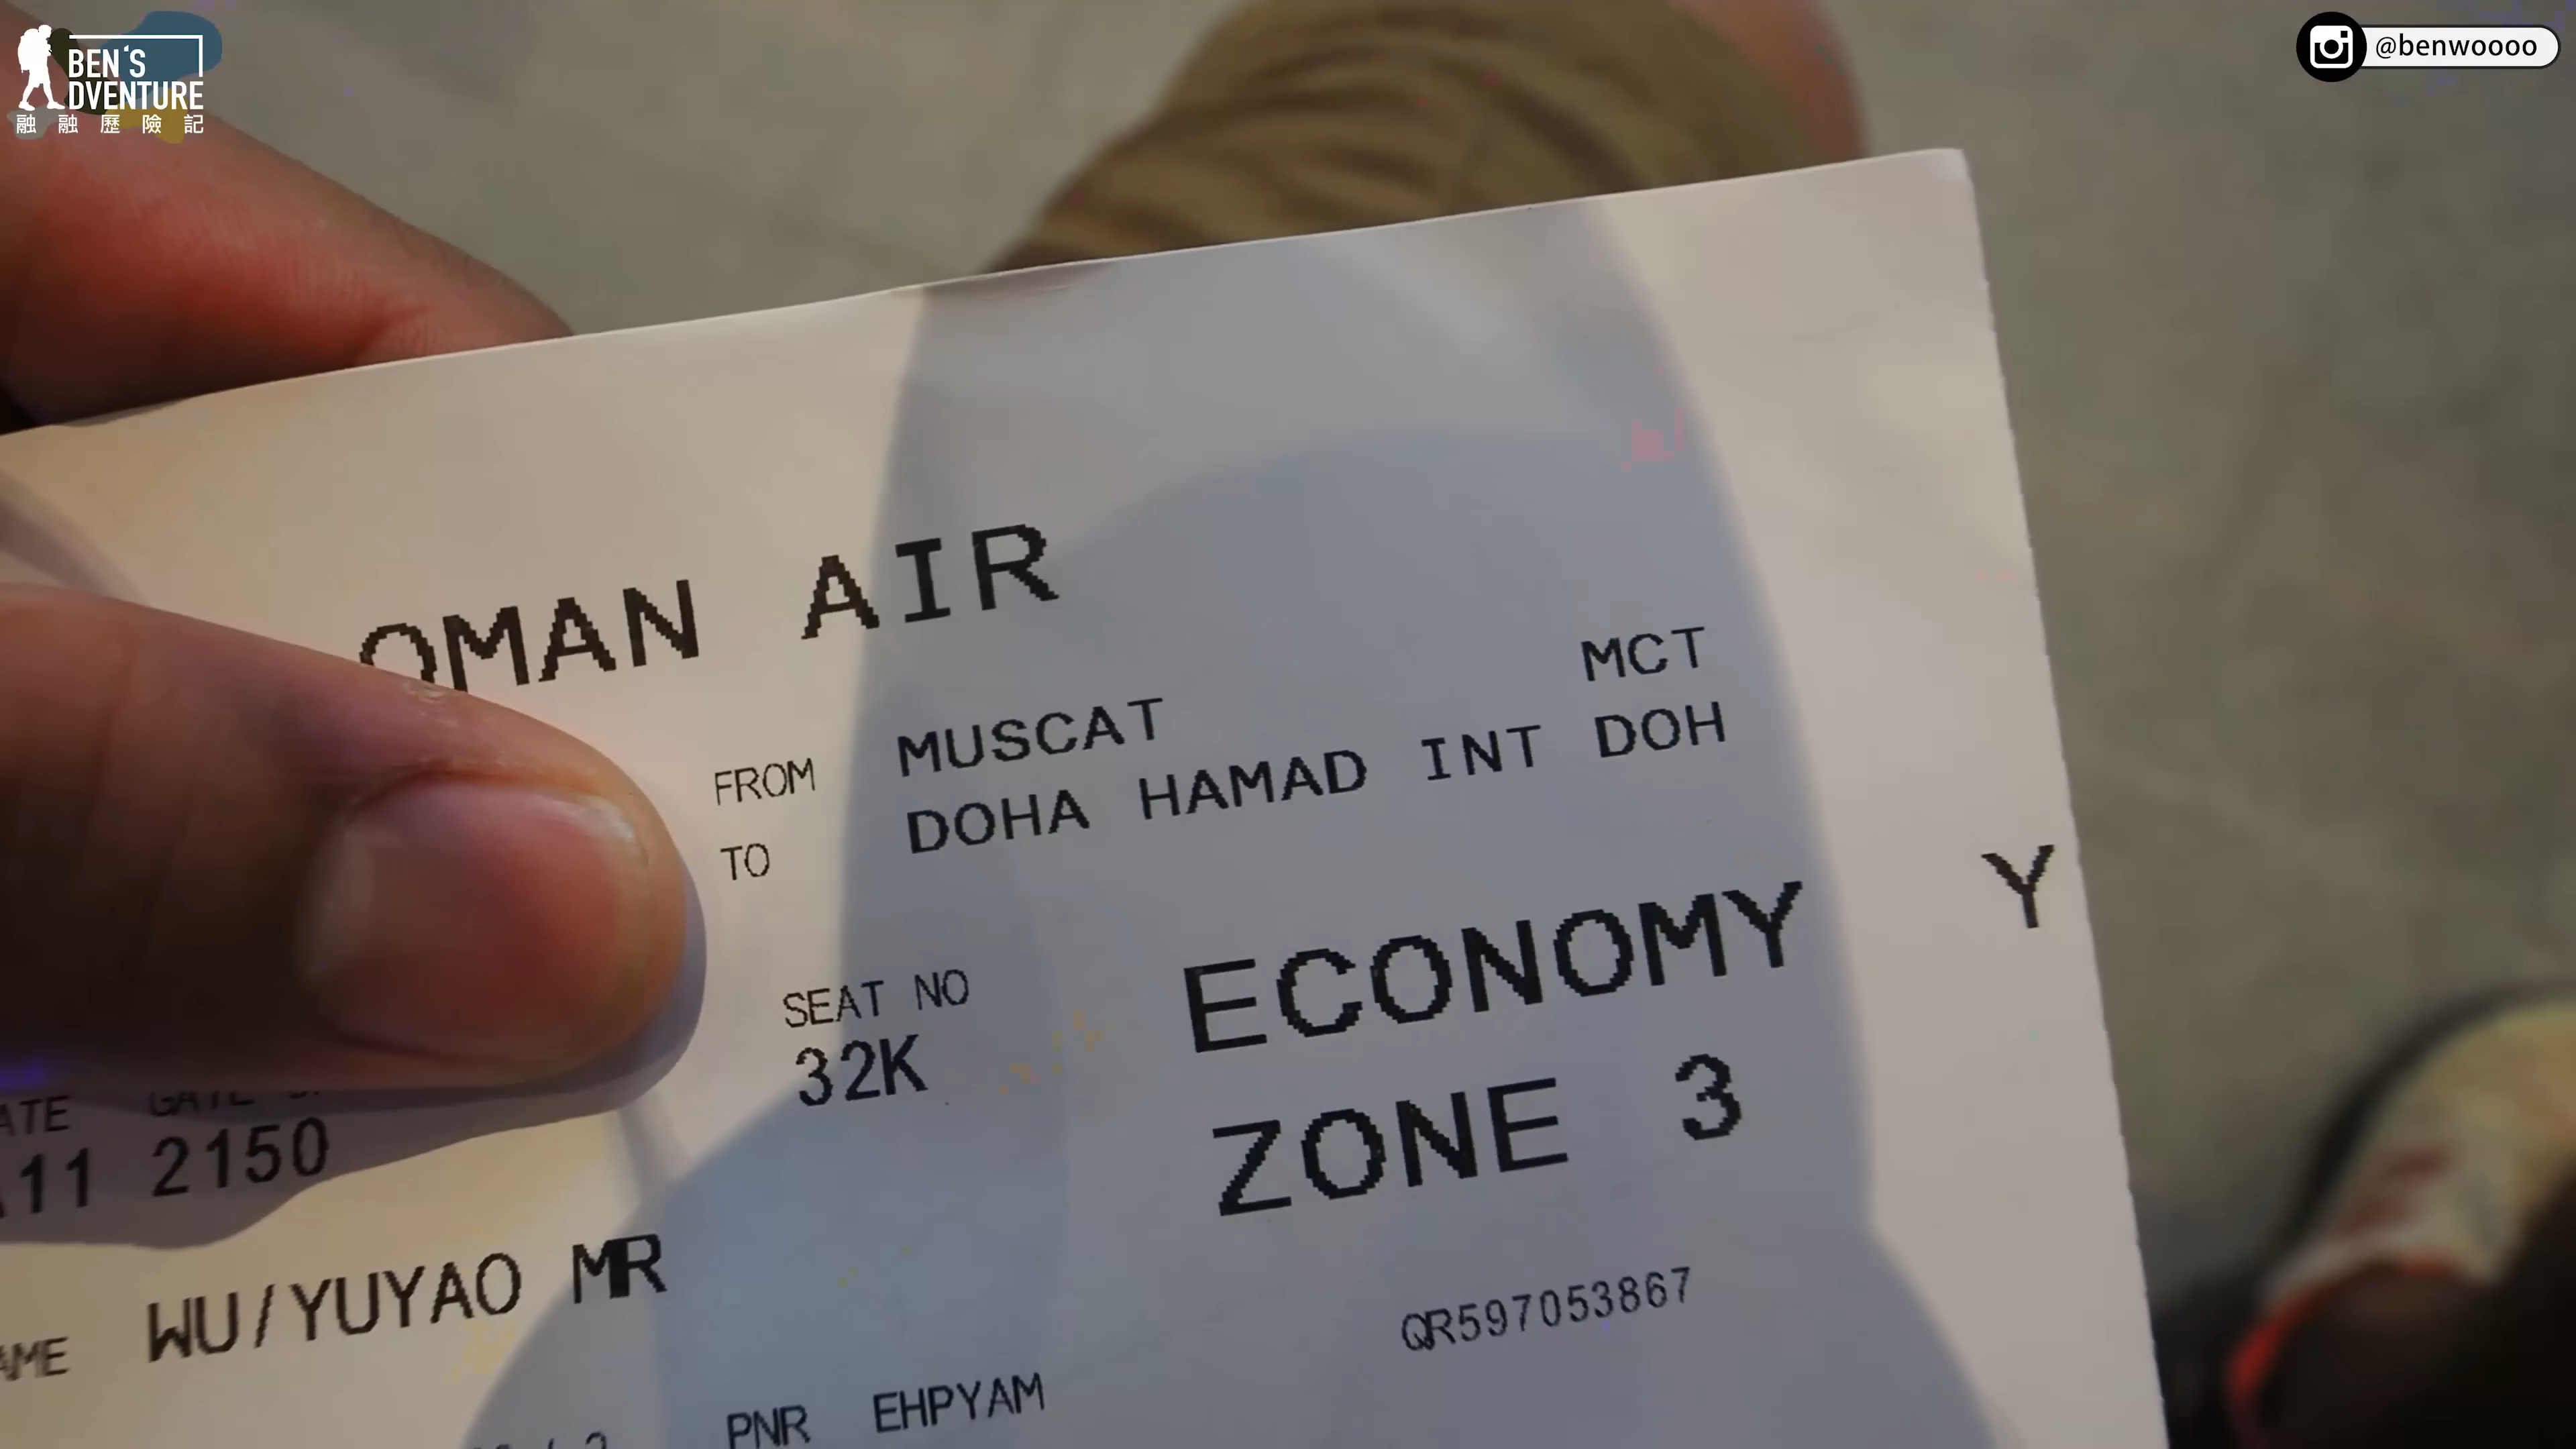 BEN'S
DVENTURE
融融歷險記
@benwoooo
OMAN AIR
FROM MUSCAT MCT
TO DOHA HAMAD INT DOH
ECONOMY Y
SEAT NO
32K
ZONE 3
11 2150
WU/YUYAO MR
QR597053867
PNR EHPYAM